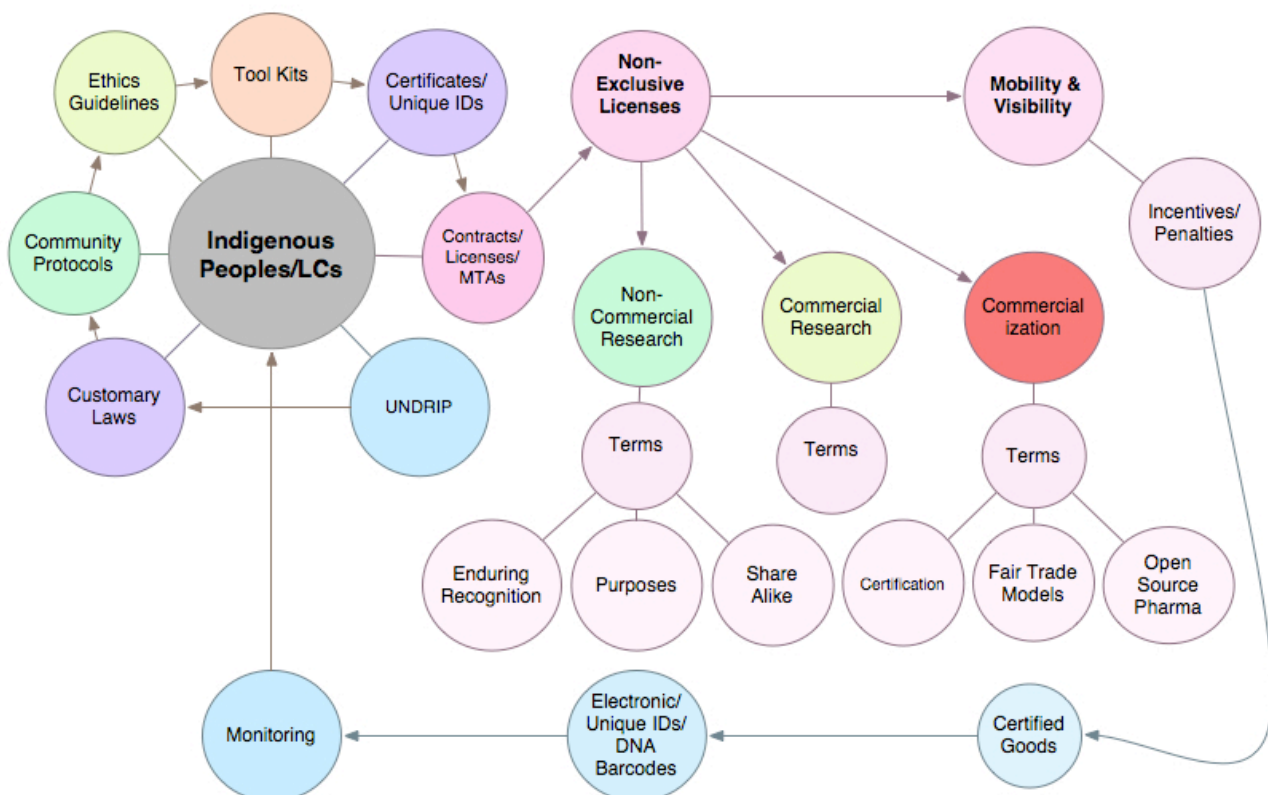 Ethics
Guidelines
Tool Kits
Certificates/
Unique IDs
Non-
Exclusive
Licenses
Mobility &
Visibility
Community
Protocols
Indigenous
Peoples/LCs
Contracts/
Licenses/
MTAs
Incentives/
Penalties
Non-
Commercial
Research
Commercial
Research
Commercial
ization
Customary
Laws
UNDRIP
Terms
Terms
Terms
Enduring
Recognition
Purposes
Share
Alike
Certification
Fair Trade
Models
Open
Source
Pharma
Monitoring
Electronic/
Unique IDs/
DNA
Barcodes
Certified
Goods